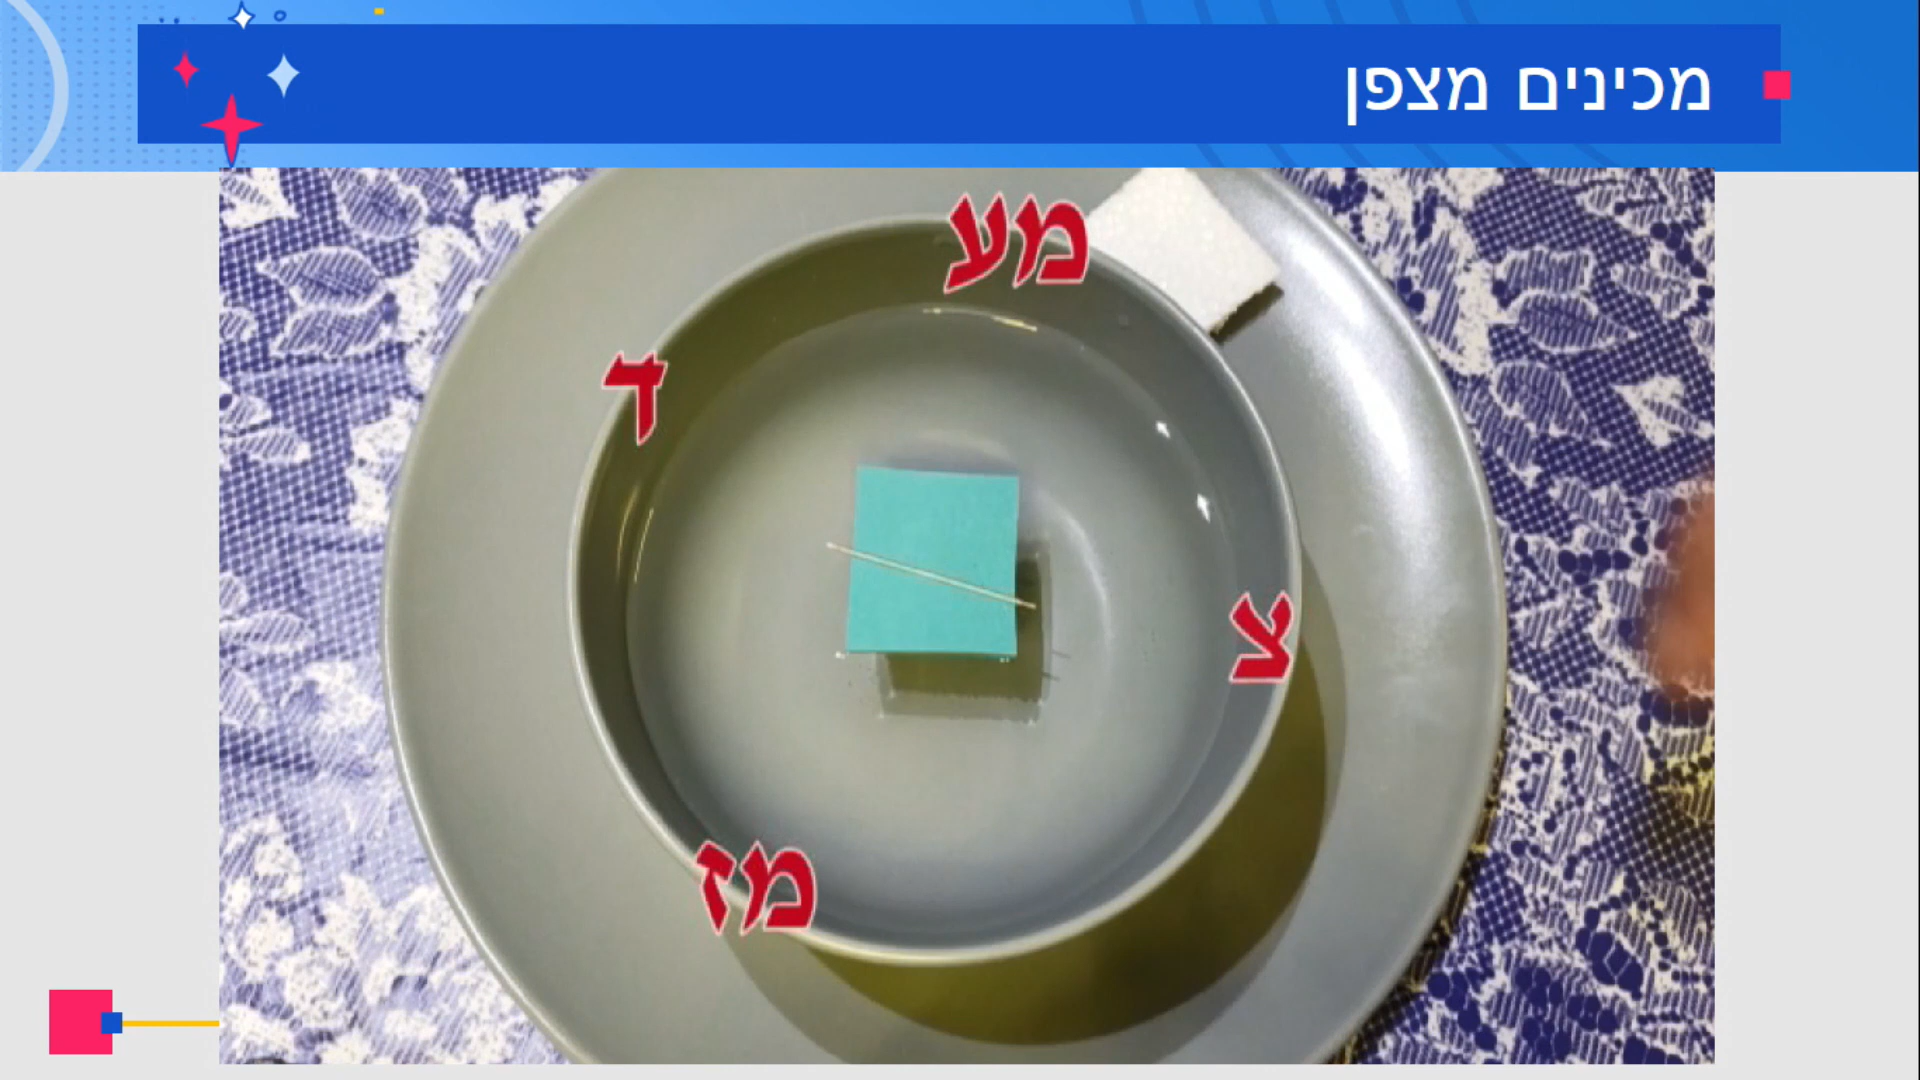 מכינים מצפן
מע
ד
צ
מז